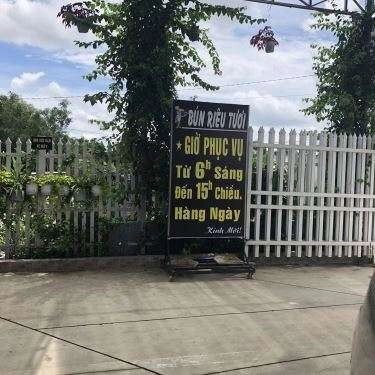 BÚN RIÊU TƯƠI
★ GIỜ PHỤC VỤ
TỪ 6h SÁNG
ĐẾN 15h CHIỀU.
HÀNG NGÀY
Kính Mời!